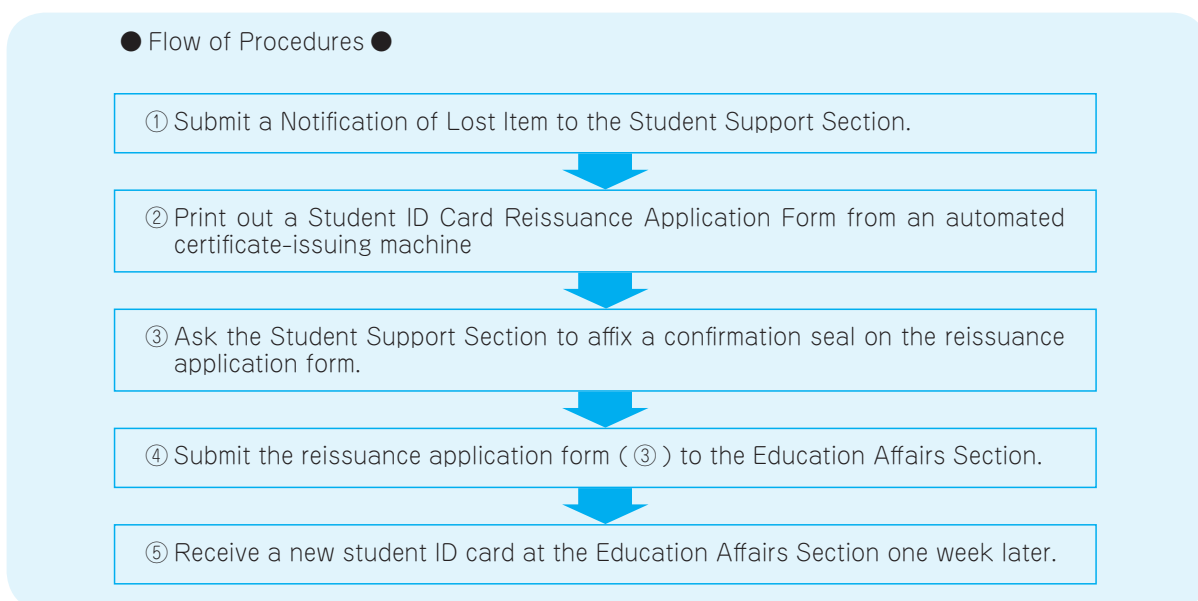 ● Flow of Procedures ●
① Submit a Notification of Lost Item to the Student Support Section.
② Print out a Student ID Card Reissuance Application Form from an automated
certificate-issuing machine
③ Ask the Student Support Section to affix a confirmation seal on the reissuance
application form.
④ Submit the reissuance application form ( ③ ) to the Education Affairs Section.
⑤ Receive a new student ID card at the Education Affairs Section one week later.